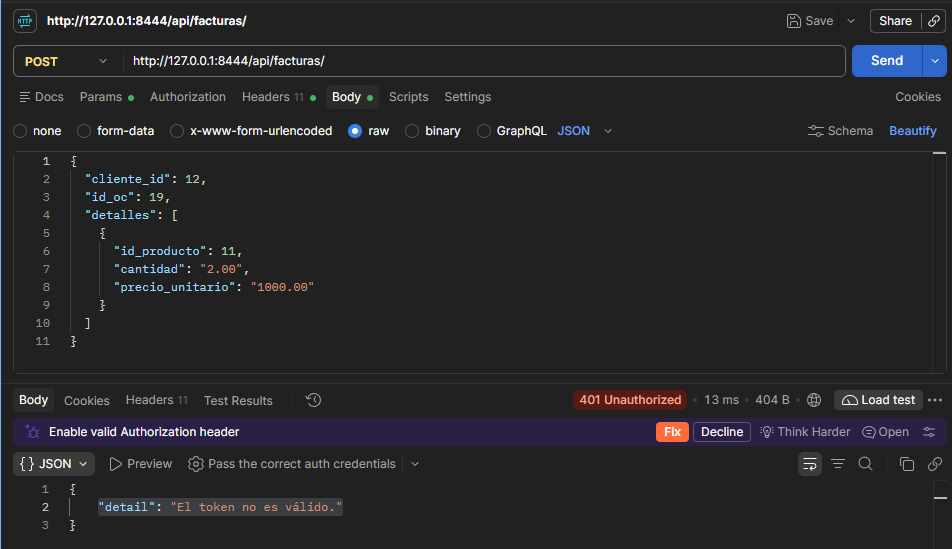 HTTP http://127.0.0.1:8444/api/facturas/ Save Share
POST http://127.0.0.1:8444/api/facturas/ Send
Docs Params Authorization Headers 11 Body Scripts Settings Cookies
none form-data x-www-form-urlencoded raw binary GraphQL JSON Schema Beautify
1 {
2 "cliente_id": 12,
3 "id_oc": 19,
4 "detalles": [
5 {
6 "id_producto": 11,
7 "cantidad": "2.00",
8 "precio_unitario": "1000.00"
9 }
10 ]
11 }
Body Cookies Headers 11 Test Results 401 Unauthorized • 13 ms • 404 B Load test
Enable valid Authorization header Fix Decline Think Harder Open
{} JSON Preview Pass the correct auth credentials
1 {
2 "detail": "El token no es válido."
3 }